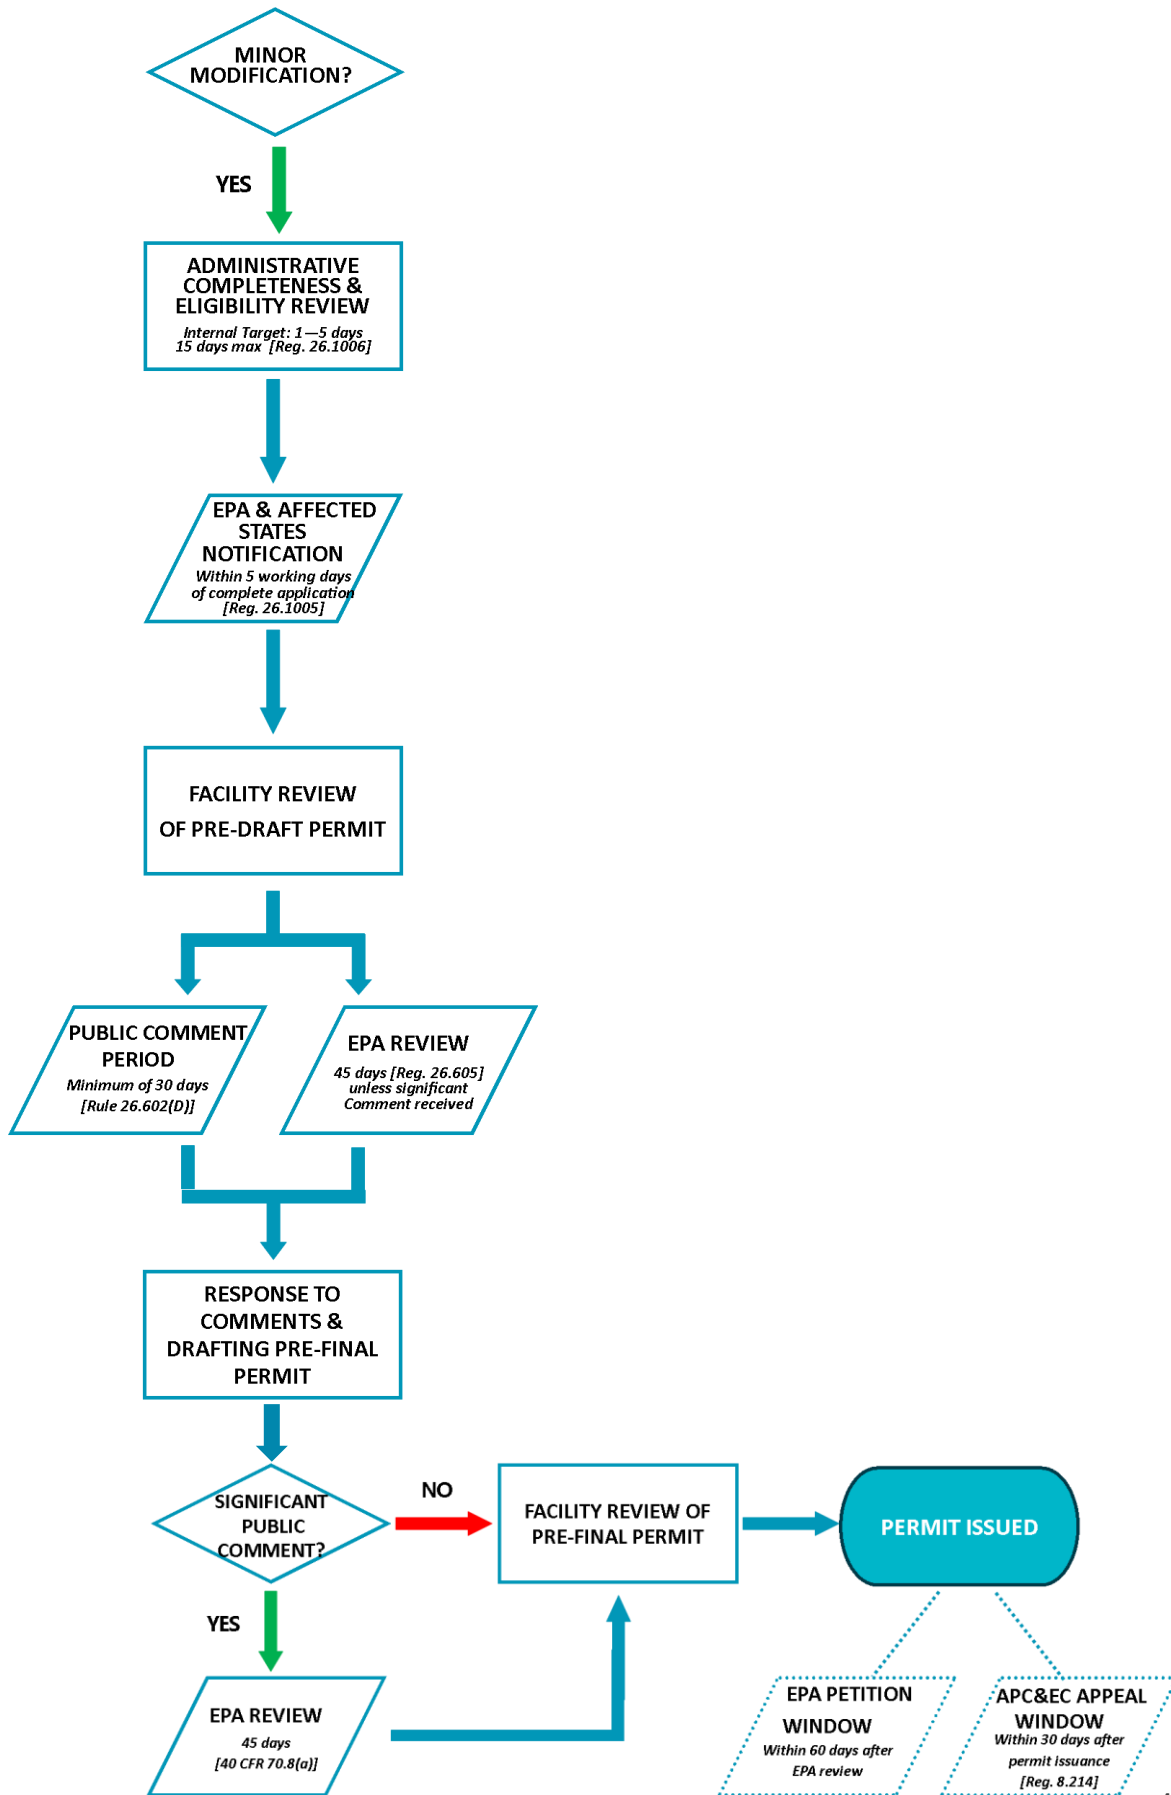 MINOR
MODIFICATION?
YES
ADMINISTRATIVE
COMPLETENESS &
ELIGIBILITY REVIEW
Internal Target: 1—5 days
15 days max [Reg. 26.1006]
EPA & AFFECTED
STATES
NOTIFICATION
Within 5 working days
of complete application
[Reg. 26.1005]
FACILITY REVIEW
OF PRE-DRAFT PERMIT
PUBLIC COMMENT
PERIOD
Minimum of 30 days
[Rule 26.602(D)]
EPA REVIEW
45 days [Reg. 26.605]
unless significant
Comment received
RESPONSE TO
COMMENTS &
DRAFTING PRE-FINAL
PERMIT
SIGNIFICANT
PUBLIC
COMMENT?
NO
FACILITY REVIEW OF
PRE-FINAL PERMIT
PERMIT ISSUED
YES
EPA REVIEW
45 days
[40 CFR 70.8(a)]
EPA PETITION
WINDOW
Within 60 days after
EPA review
APC&EC APPEAL
WINDOW
Within 30 days after
permit issuance
[Reg. 8.214]